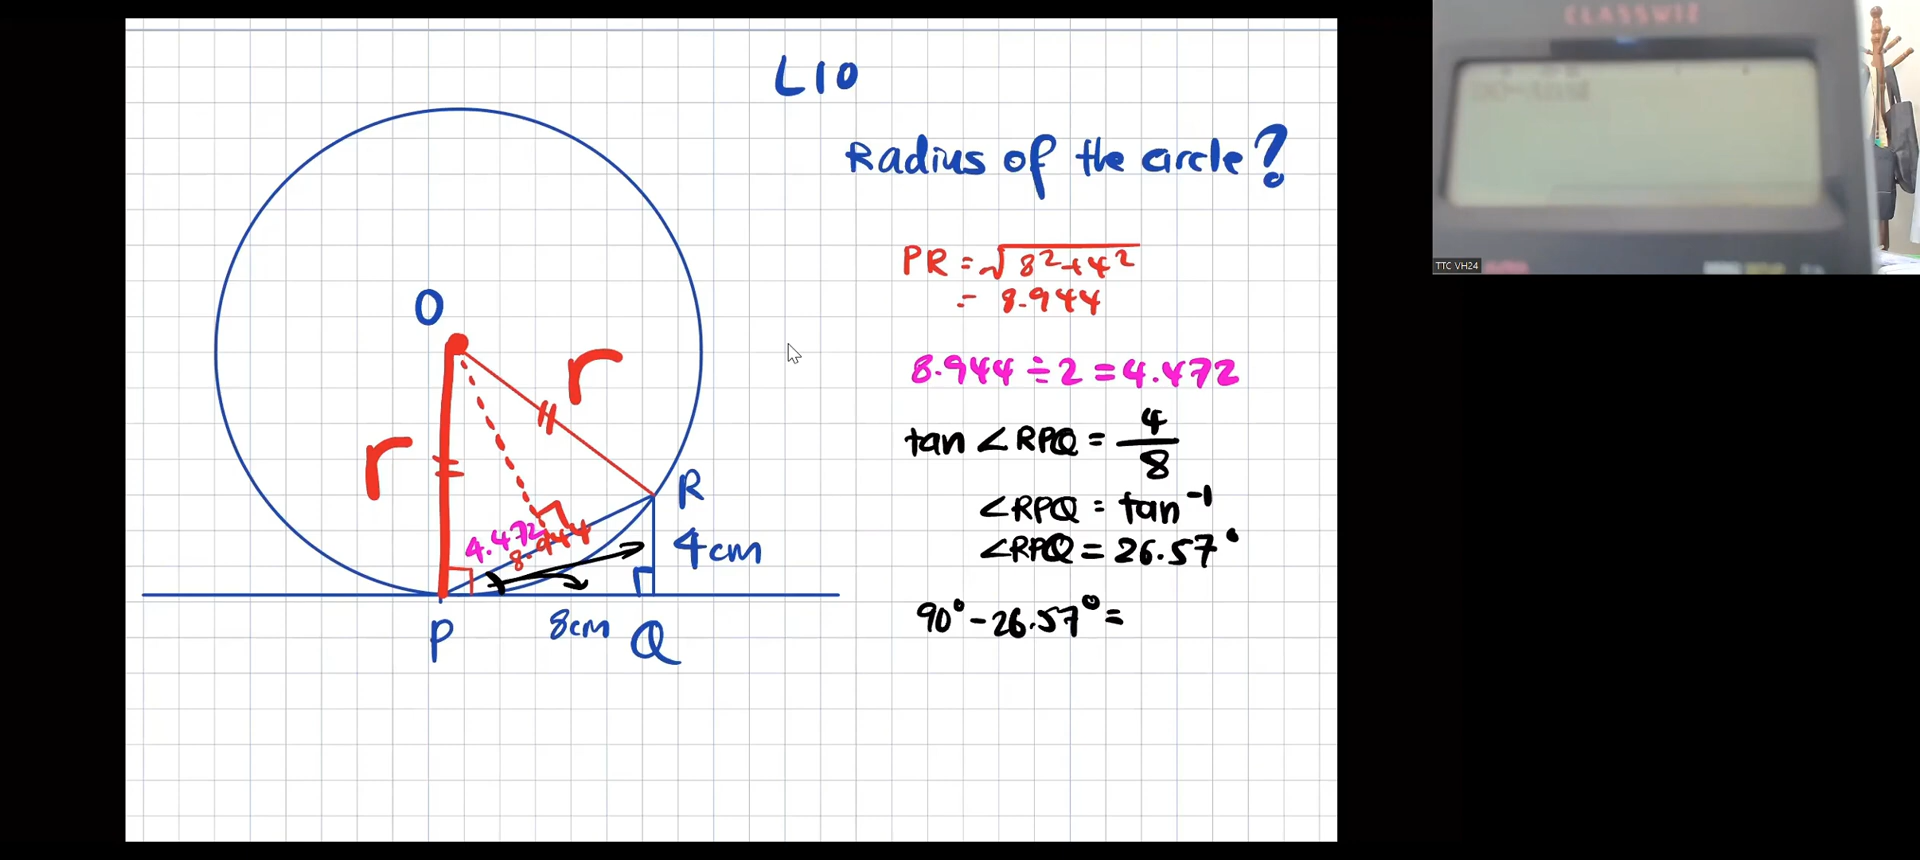 L10
Radius of the circle?
PR = √8²+4²
= 8.944
8.944 ÷ 2 = 4.472
tan ∠RPQ = 4/8
∠RPQ = tan⁻¹
∠RPQ = 26.57°
90° - 26.57° =
O
r
r
R
4.472
8.944
4cm
P
8cm
Q
CLASSWIZ
TTC VH24